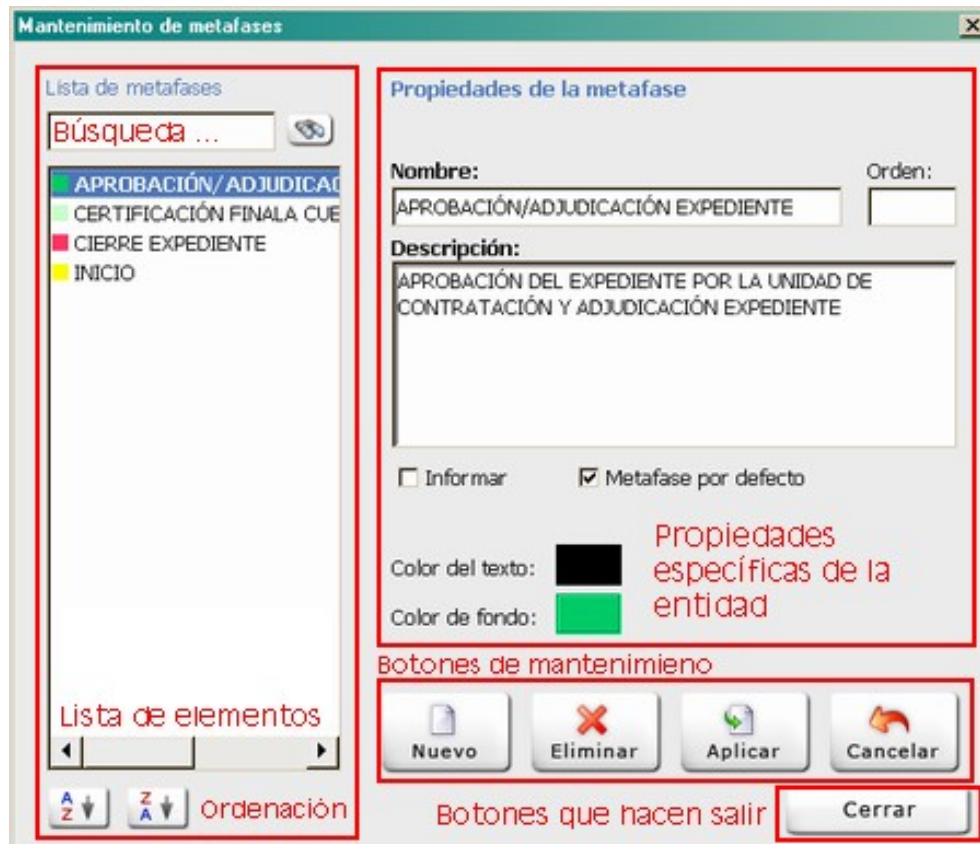 Mantenimiento de metafases
Lista de metafases
Búsqueda ...
APROBACIÓN/ADJUDICAC
CERTIFICACIÓN FINALA CUE
CIERRE EXPEDIENTE
INICIO
Lista de elementos
A
Z
Z
A
Ordenación
Propiedades de la metafase
Nombre:
Orden:
APROBACIÓN/ADJUDICACIÓN EXPEDIENTE
Descripción:
APROBACIÓN DEL EXPEDIENTE POR LA UNIDAD DE
CONTRATACIÓN Y ADJUDICACIÓN EXPEDIENTE
Informar
Metafase por defecto
Color del texto:
Color de fondo:
Propiedades
específicas de la
entidad
Botones de mantenimieno
Nuevo
Eliminar
Aplicar
Cancelar
Botones que hacen salir
Cerrar